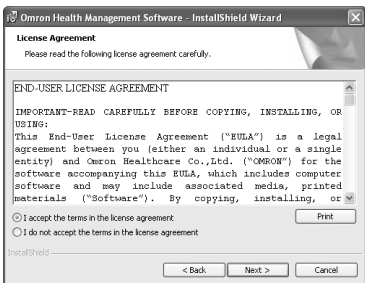 Omron Health Management Software - InstallShield Wizard
License Agreement
Please read the following license agreement carefully.
END-USER LICENSE AGREEMENT
IMPORTANT-READ CAREFULLY BEFORE COPYING, INSTALLING, OR
USING:
This End-User License Agreement ("EULA") is a legal
agreement between you (either an individual or a single
entity) and Omron Healthcare Co.,Ltd. ("OMRON") for the
software accompanying this EULA, which includes computer
software and may include associated media, printed
materials ("Software"). By copying, installing, or
I accept the terms in the license agreement
Print
I do not accept the terms in the license agreement
InstallShield
< Back
Next >
Cancel